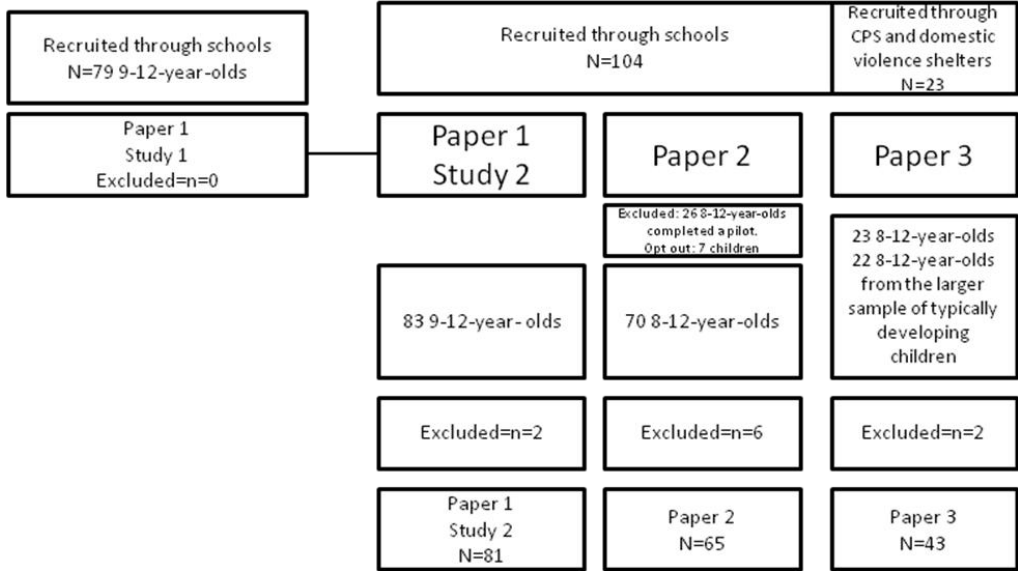 Recruited through schools
N=79 9-12-year-olds
Recruited through schools
N=104
Recruited through
CPS and domestic
violence shelters
N=23
Paper 1
Study 1
Excluded=n=0
Paper 1
Study 2
Paper 2
Paper 3
Excluded: 26 8-12-year-olds
completed a pilot.
Opt out: 7 children
83 9-12-year- olds
70 8-12-year-olds
23 8-12-year-olds
22 8-12-year-olds
from the larger
sample of typically
developing
children
Excluded=n=2
Excluded=n=6
Excluded=n=2
Paper 1
Study 2
N=81
Paper 2
N=65
Paper 3
N=43